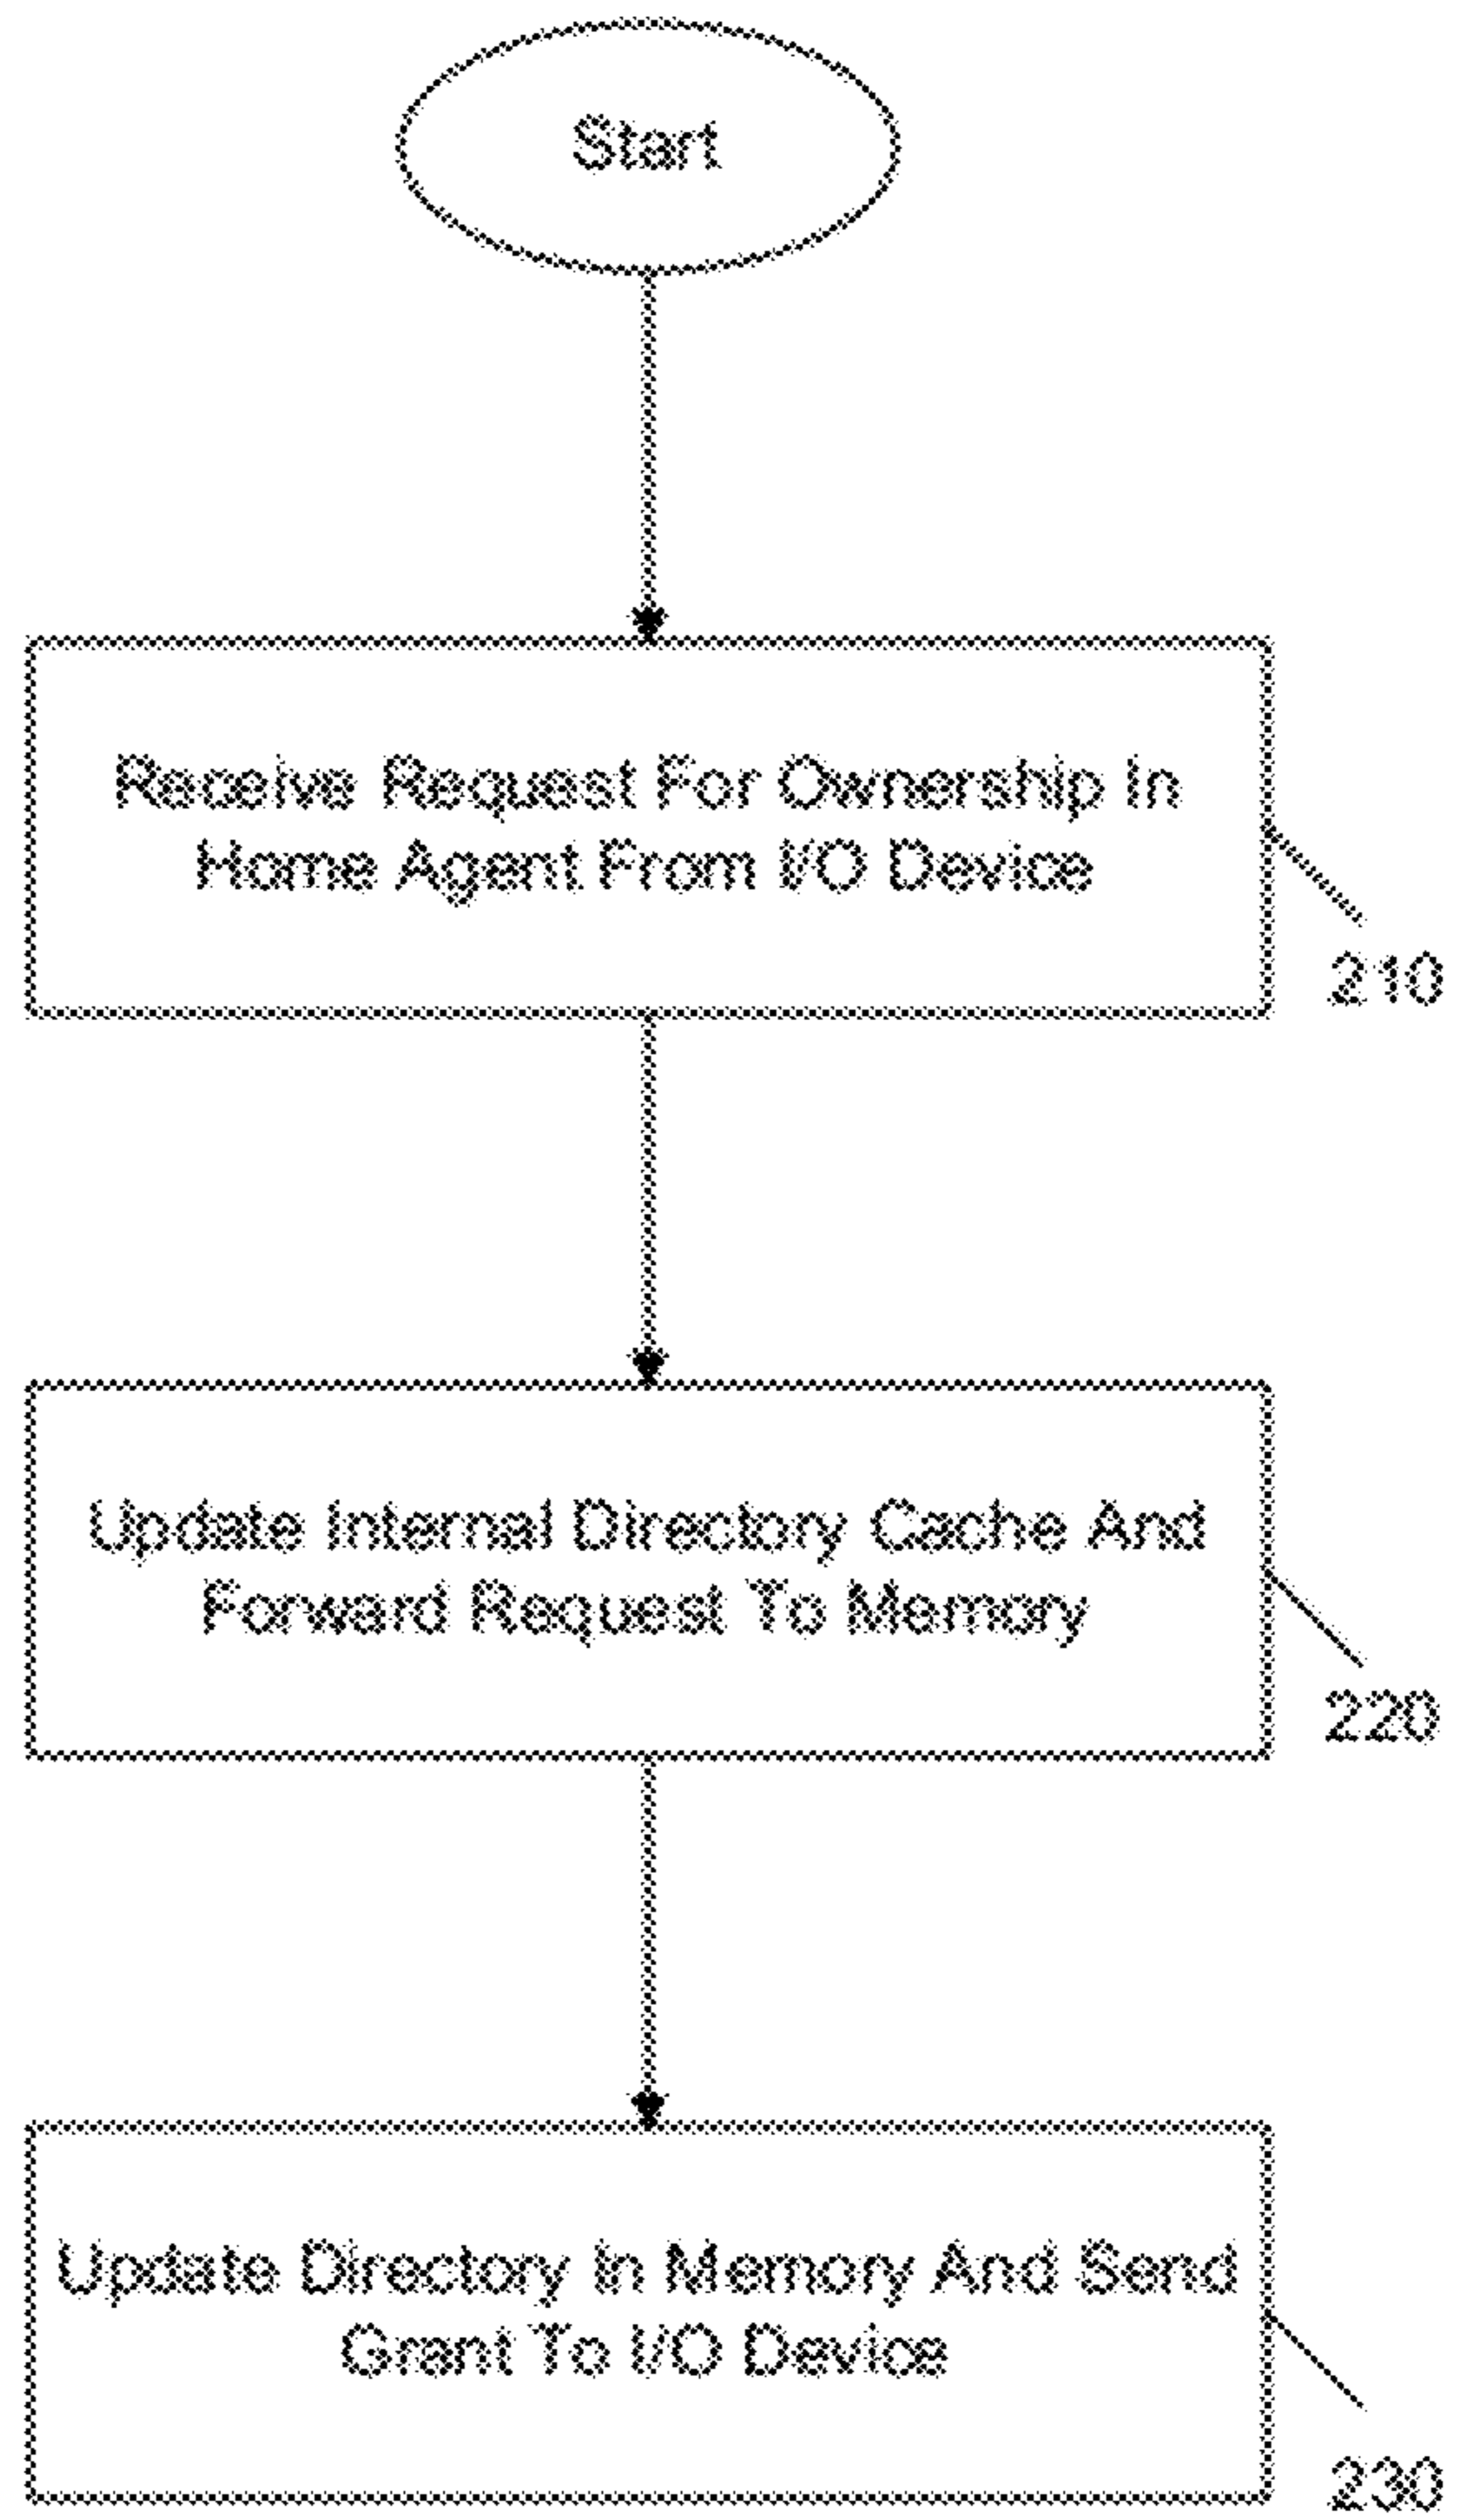 Start
Receive Request For Ownership In
Home Agent From I/O Device
210
Update Internal Directory Cache And
Forward Request To Memory
220
Update Directory In Memory And Send
Grant To I/O Device
230